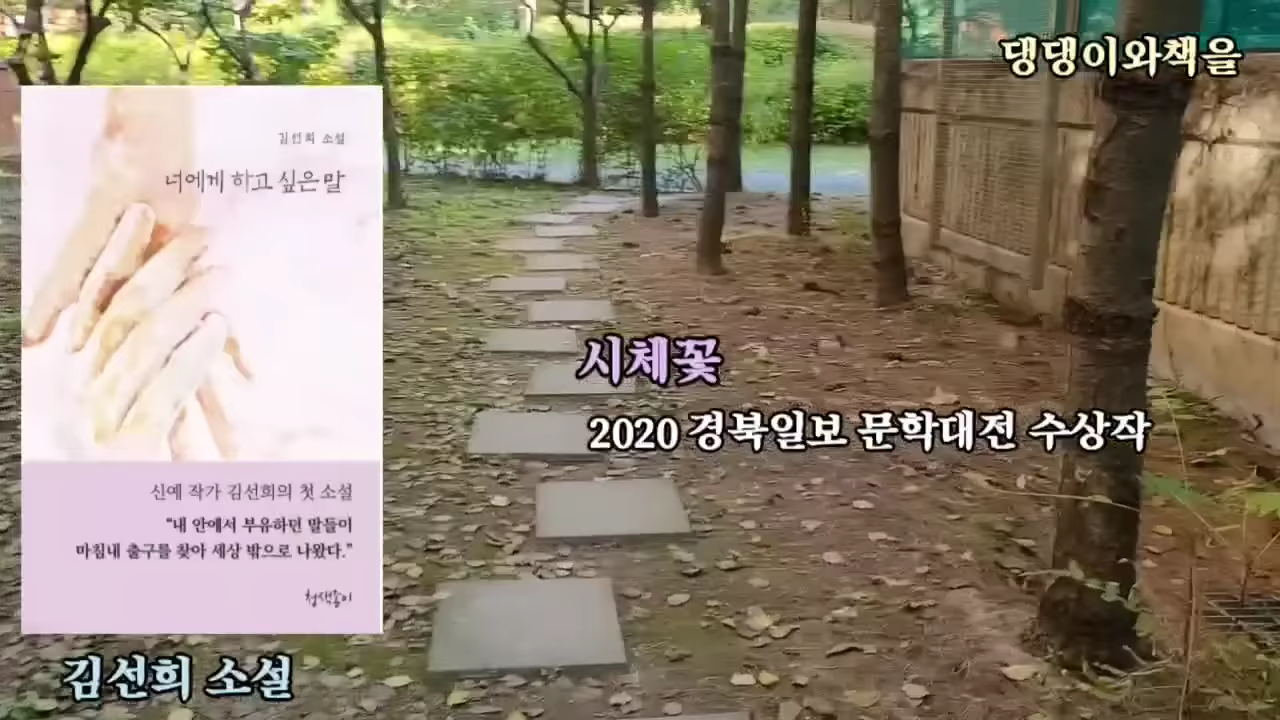 댕댕이와책을
김선희 소설
너에게 하고 싶은 말
시체꽃
2020 경북일보 문학대전 수상작
신예 작가 김선희의 첫 소설
"내 안에서 부유하던 말들이
마침내 출구를 찾아 세상 밖으로 나왔다."
청색종이
김선희 소설